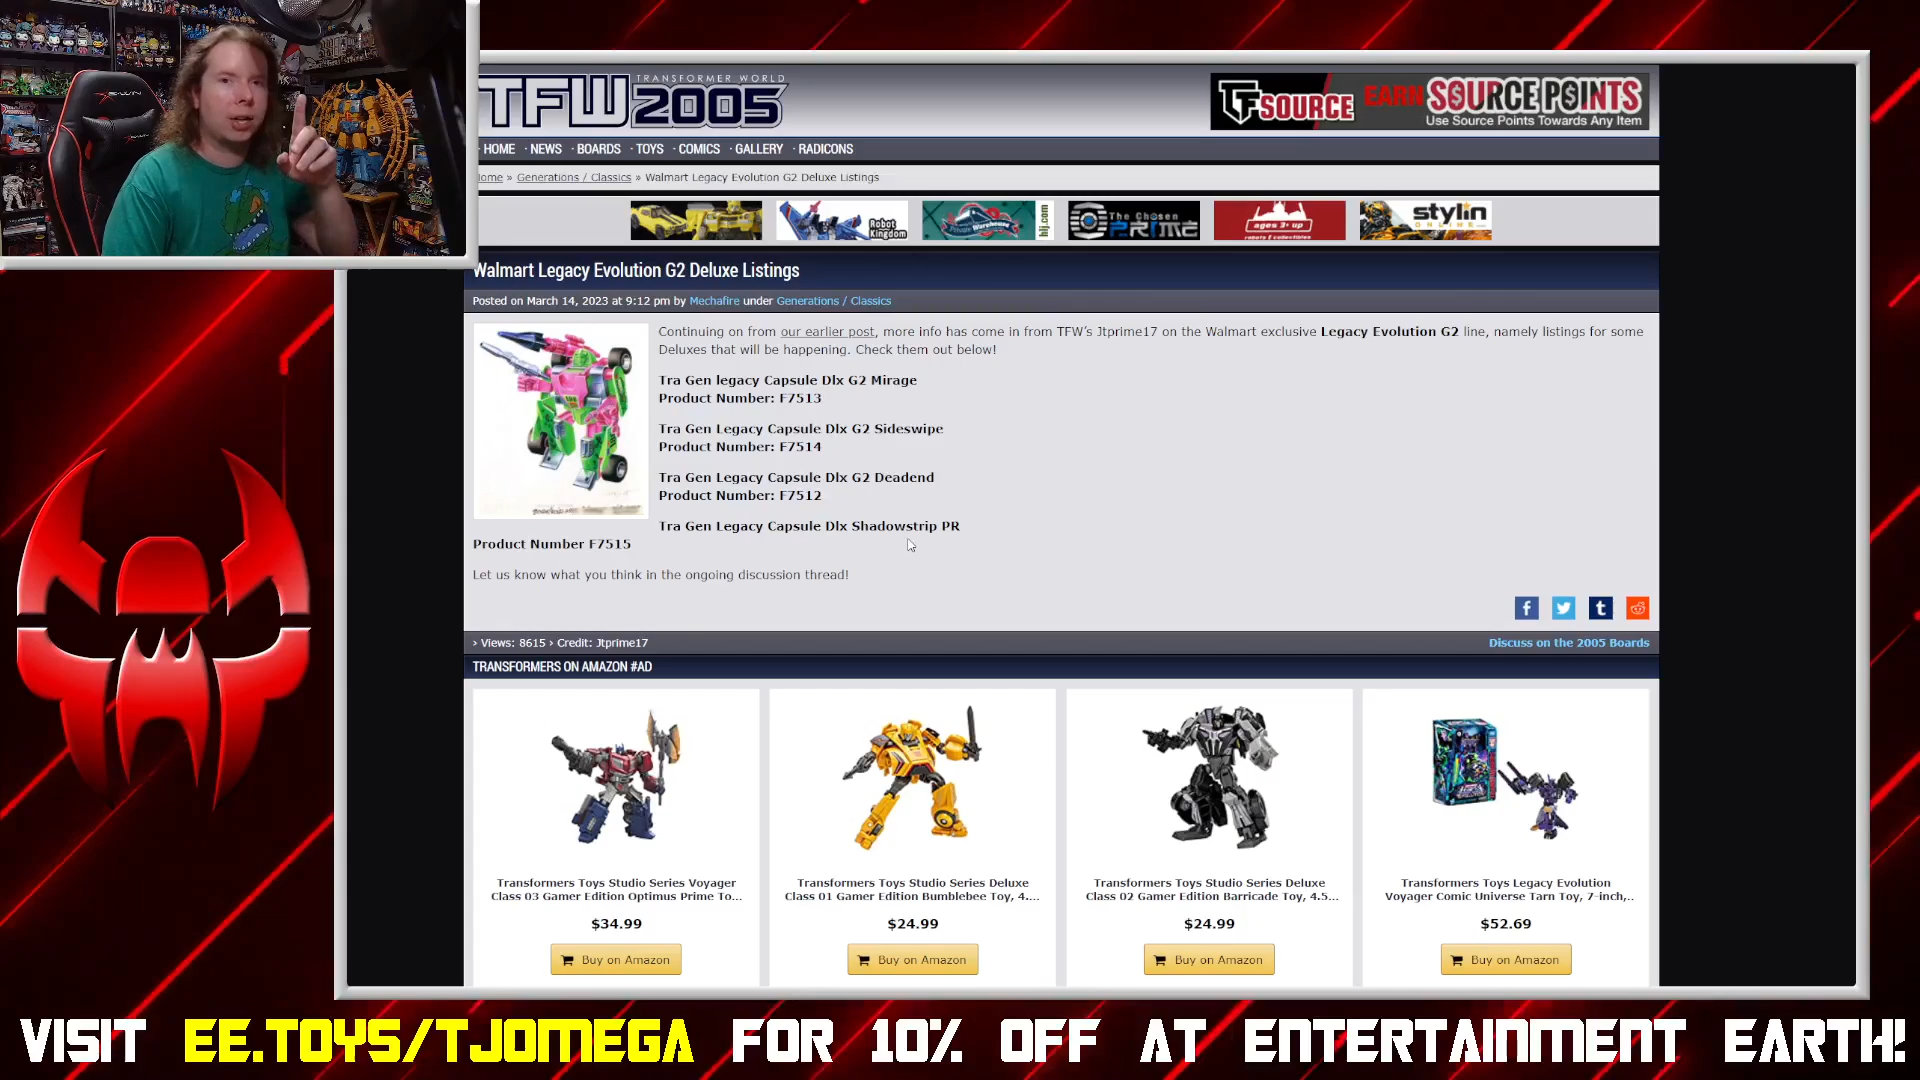 TRANSFORMER WORLD
TFW2005
TFSOURCE EARN SOURCE POINTS
Use Source Points Towards Any Item
· HOME · NEWS · BOARDS · TOYS · COMICS · GALLERY · RADICONS
ome » Generations / Classics » Walmart Legacy Evolution G2 Deluxe Listings
Robot Kingdom
hlj.com
The Chosen PRIME
ages 3+ up
robots & collectibles
stylin ONLINE
Walmart Legacy Evolution G2 Deluxe Listings
Posted on March 14, 2023 at 9:12 pm by Mechafire under Generations / Classics
Continuing on from our earlier post, more info has come in from TFW's Jtprime17 on the Walmart exclusive Legacy Evolution G2 line, namely listings for some
Deluxes that will be happening. Check them out below!
Tra Gen legacy Capsule Dlx G2 Mirage
Product Number: F7513
Tra Gen Legacy Capsule Dlx G2 Sideswipe
Product Number: F7514
Tra Gen Legacy Capsule Dlx G2 Deadend
Product Number: F7512
Tra Gen Legacy Capsule Dlx Shadowstrip PR
Product Number F7515
Let us know what you think in the ongoing discussion thread!
› Views: 8615 › Credit: Jtprime17
Discuss on the 2005 Boards
TRANSFORMERS ON AMAZON #AD
Transformers Toys Studio Series Voyager
Class 03 Gamer Edition Optimus Prime To...
$34.99
Buy on Amazon
Transformers Toys Studio Series Deluxe
Class 01 Gamer Edition Bumblebee Toy, 4....
$24.99
Buy on Amazon
Transformers Toys Studio Series Deluxe
Class 02 Gamer Edition Barricade Toy, 4.5...
$24.99
Buy on Amazon
Transformers Toys Legacy Evolution
Voyager Comic Universe Tarn Toy, 7-inch,..
$52.69
Buy on Amazon
VISIT EE.TOYS/TJOMEGA FOR 10% OFF AT ENTERTAINMENT EARTH!